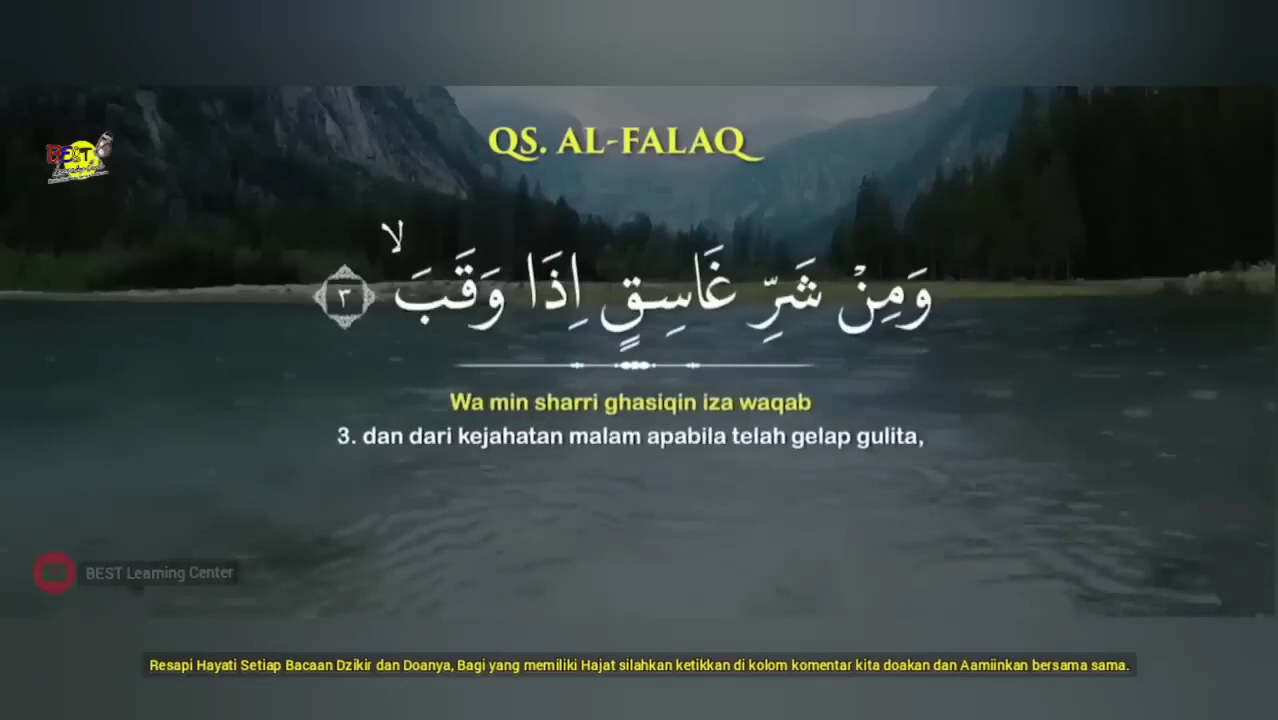 QS. AL-FALAQ
BEST
وَمِنْ شَرِّ غَاسِقٍ اِذَا وَقَبَۙ ٣
Wa min sharri ghasiqin iza waqab
3. dan dari kejahatan malam apabila telah gelap gulita,
BEST Learning Center
Resapi Hayati Setiap Bacaan Dzikir dan Doanya, Bagi yang memiliki Hajat silahkan ketikkan di kolom komentar kita doakan dan Aamiinkan bersama sama.